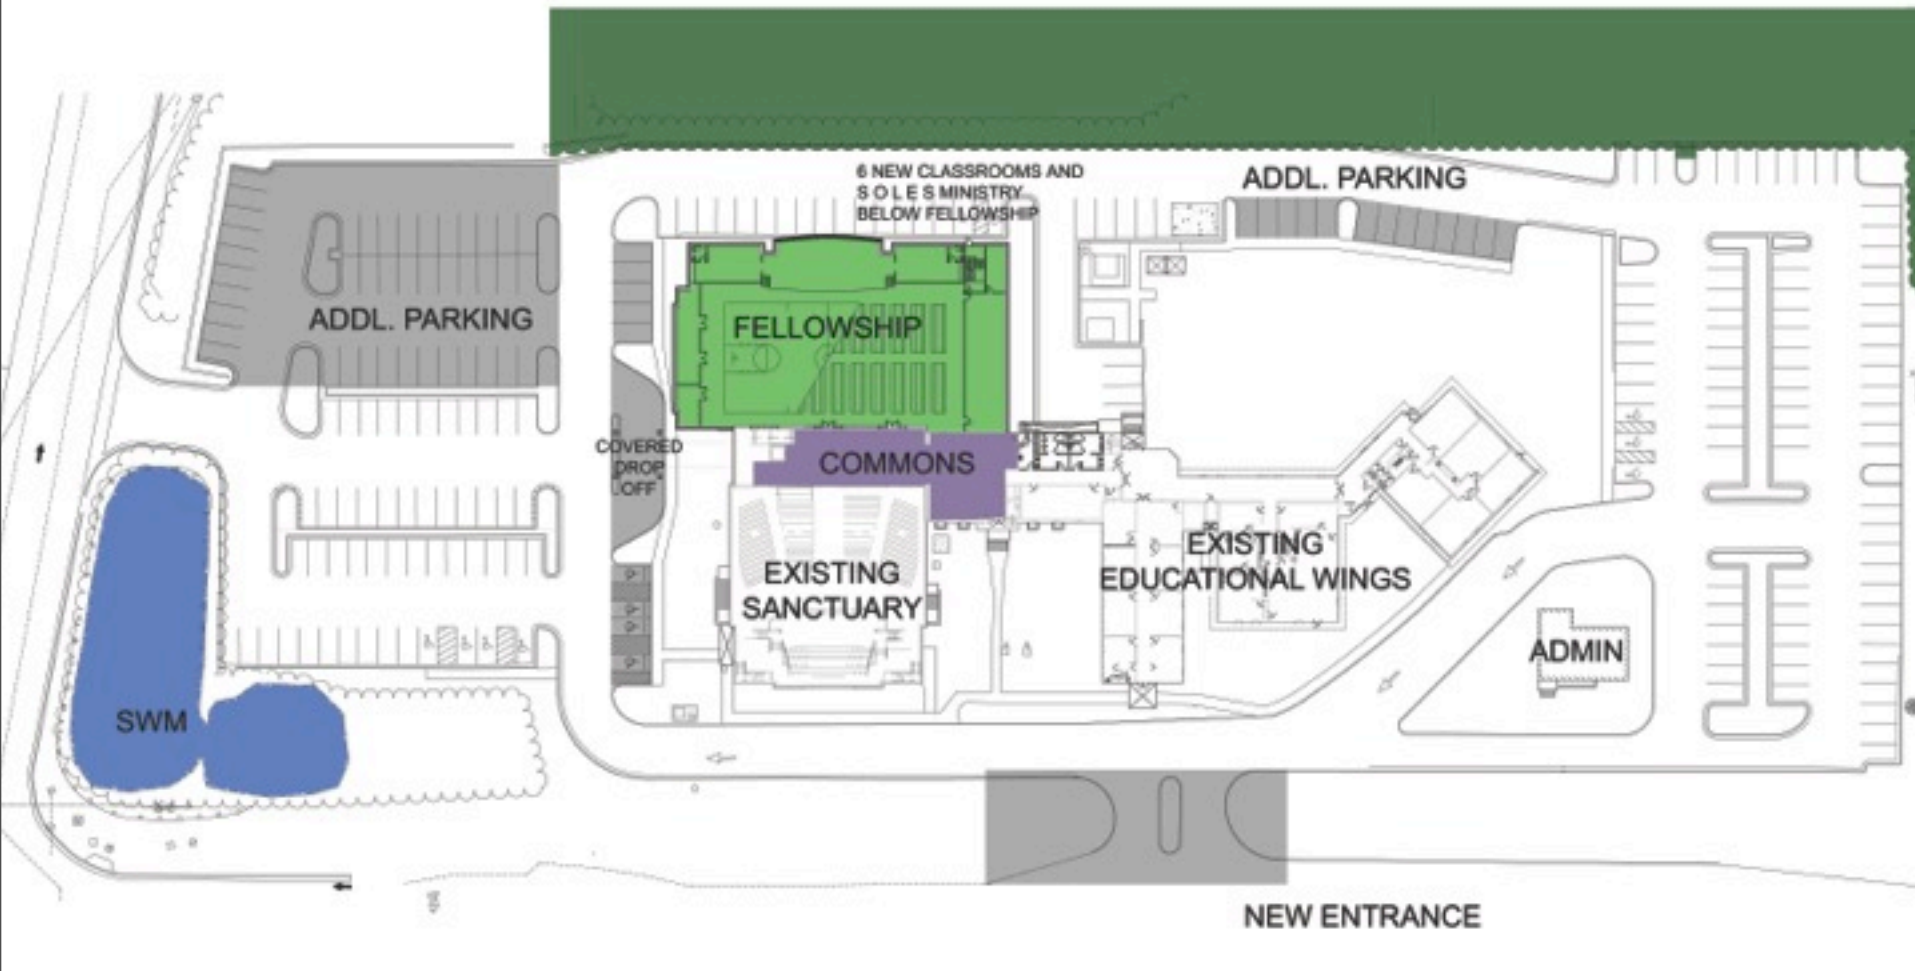 6 NEW CLASSROOMS AND
S O L E S MINISTRY
BELOW FELLOWSHIP
ADDL. PARKING
ADDL. PARKING
FELLOWSHIP
COVERED
DROP
OFF
COMMONS
EXISTING
SANCTUARY
EXISTING
EDUCATIONAL WINGS
ADMIN
SWM
NEW ENTRANCE